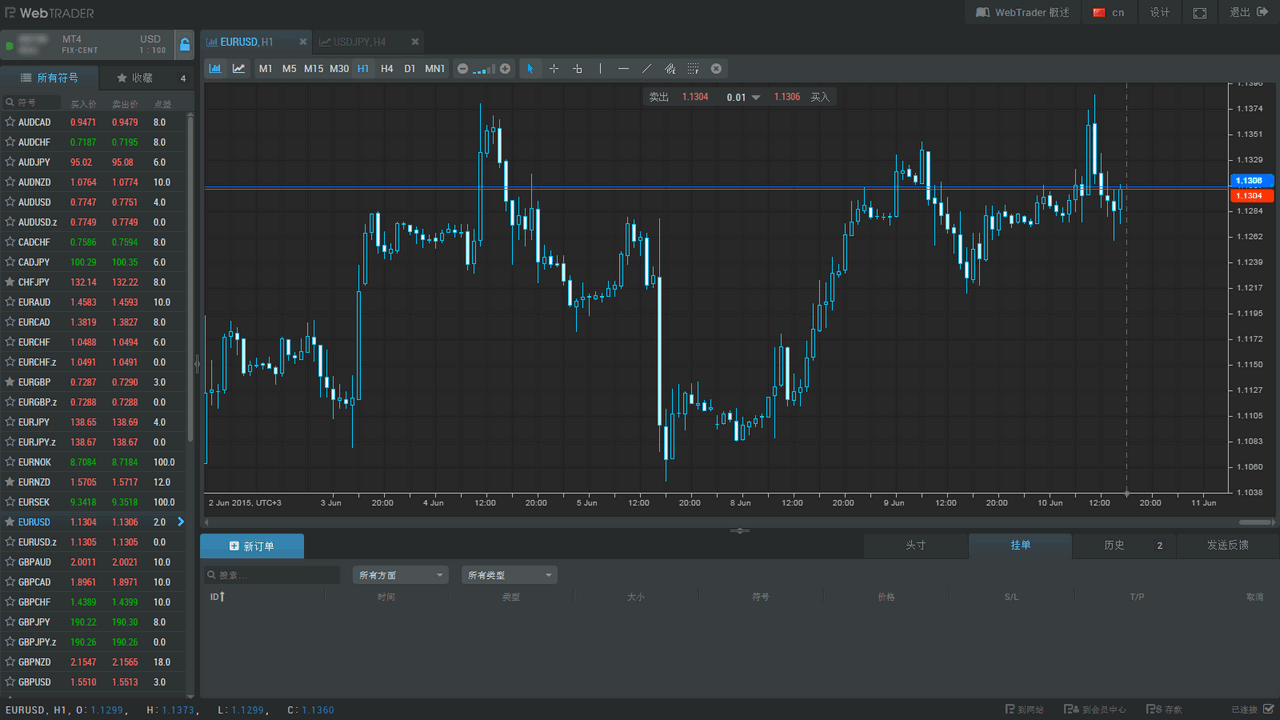 WebTRADER
WebTrader 概述 cn 设计 退出
MT4 USD
FIX-CENT 1 : 100
EURUSD, H1 USDJPY, H4
所有符号 收藏 4
M1 M5 M15 M30 H1 H4 D1 MN1
符号 买入价 卖出价 点差
AUDCAD 0.9471 0.9479 8.0
AUDCHF 0.7187 0.7195 8.0
AUDJPY 95.02 95.08 6.0
AUDNZD 1.0764 1.0774 10.0
AUDUSD 0.7747 0.7751 4.0
AUDUSD.z 0.7749 0.7749 0.0
CADCHF 0.7586 0.7594 8.0
CADJPY 100.29 100.35 6.0
CHFJPY 132.14 132.22 8.0
EURAUD 1.4583 1.4593 10.0
EURCAD 1.3819 1.3827 8.0
EURCHF 1.0488 1.0494 6.0
EURCHF.z 1.0491 1.0491 0.0
EURGBP 0.7287 0.7290 3.0
EURGBP.z 0.7288 0.7288 0.0
EURJPY 138.65 138.69 4.0
EURJPY.z 138.67 138.67 0.0
EURNOK 8.7084 8.7184 100.0
EURNZD 1.5705 1.5717 12.0
EURSEK 9.3418 9.3518 100.0
EURUSD 1.1304 1.1306 2.0
EURUSD.z 1.1305 1.1305 0.0
GBPAUD 2.0011 2.0021 10.0
GBPCAD 1.8961 1.8971 10.0
GBPCHF 1.4389 1.4399 10.0
GBPJPY 190.22 190.30 8.0
GBPJPY.z 190.26 190.26 0.0
GBPNZD 2.1547 2.1565 18.0
GBPUSD 1.5510 1.5513 3.0
卖出 1.1304 0.01 1.1306 买入
1.1396
1.1374
1.1329
1.1306
1.1304
1.1284
1.1262
1.1239
1.1217
1.1195
1.1172
1.1150
1.1127
1.1105
1.1083
1.1060
1.1038
2 Jun 2015, UTC+3 3 Jun 20:00 4 Jun 12:00 20:00 5 Jun 12:00 20:00 8 Jun 12:00 20:00 9 Jun 12:00 20:00 10 Jun 12:00 20:00 11 Jun
新订单 头寸 挂单 历史 2 发送反馈
搜索... 所有方面 所有类型
ID 时间 类型 大小 符号 价格 S/L T/P 取消
EURUSD, H1, O: 1.1299, H: 1.1373, L: 1.1299, C: 1.1360
到网站 到会员中心 存款 已连接